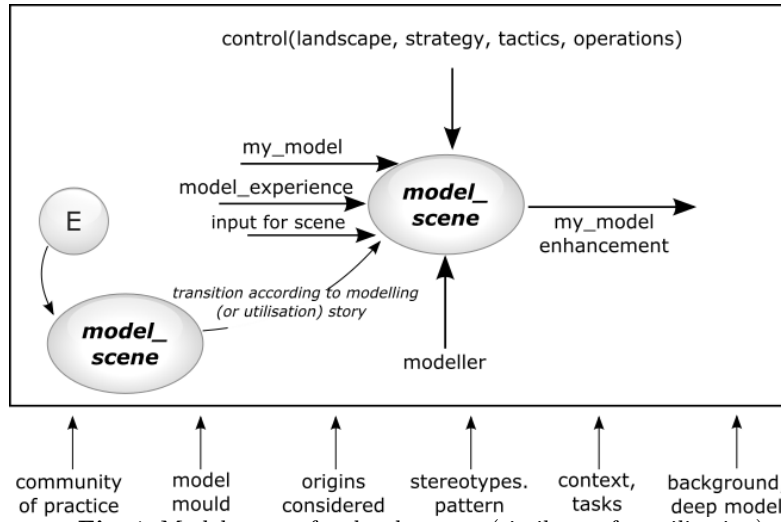 control(landscape, strategy, tactics, operations)
my_model
model_experience
input for scene
model_
scene
my_model
enhancement
E
transition according to modelling
(or utilisation) story
model_
scene
modeller
community
of practice
model
mould
origins
considered
stereotypes.
pattern
context,
tasks
background
deep model